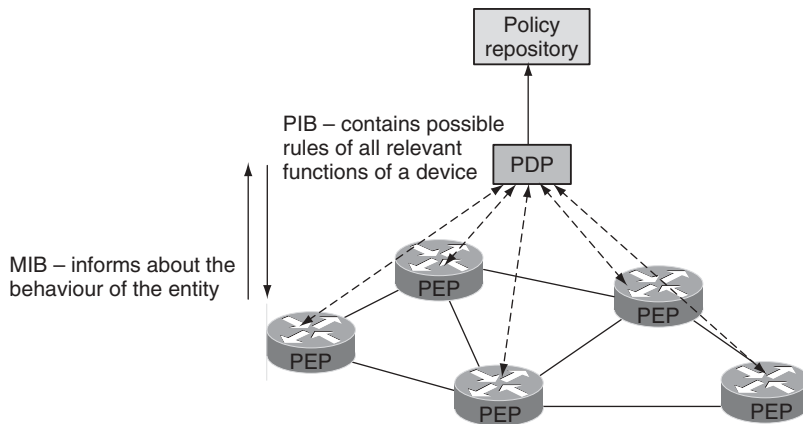 Policy
repository
PIB – contains possible
rules of all relevant
functions of a device
PDP
MIB – informs about the
behaviour of the entity
PEP
PEP
PEP
PEP
PEP